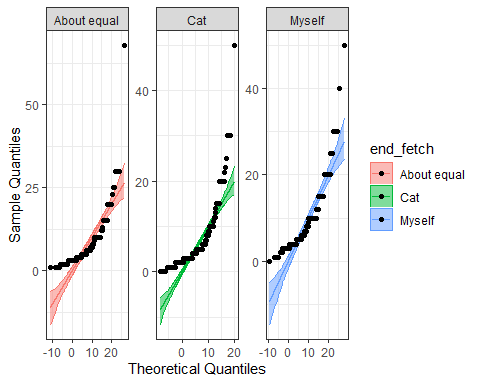 About equal
Cat
Myself
Sample Quantiles
50
25
0
40
20
0
40
20
0
-10 0 10 20
0 10 20
-10 0 10 20
Theoretical Quantiles
end_fetch
About equal
Cat
Myself